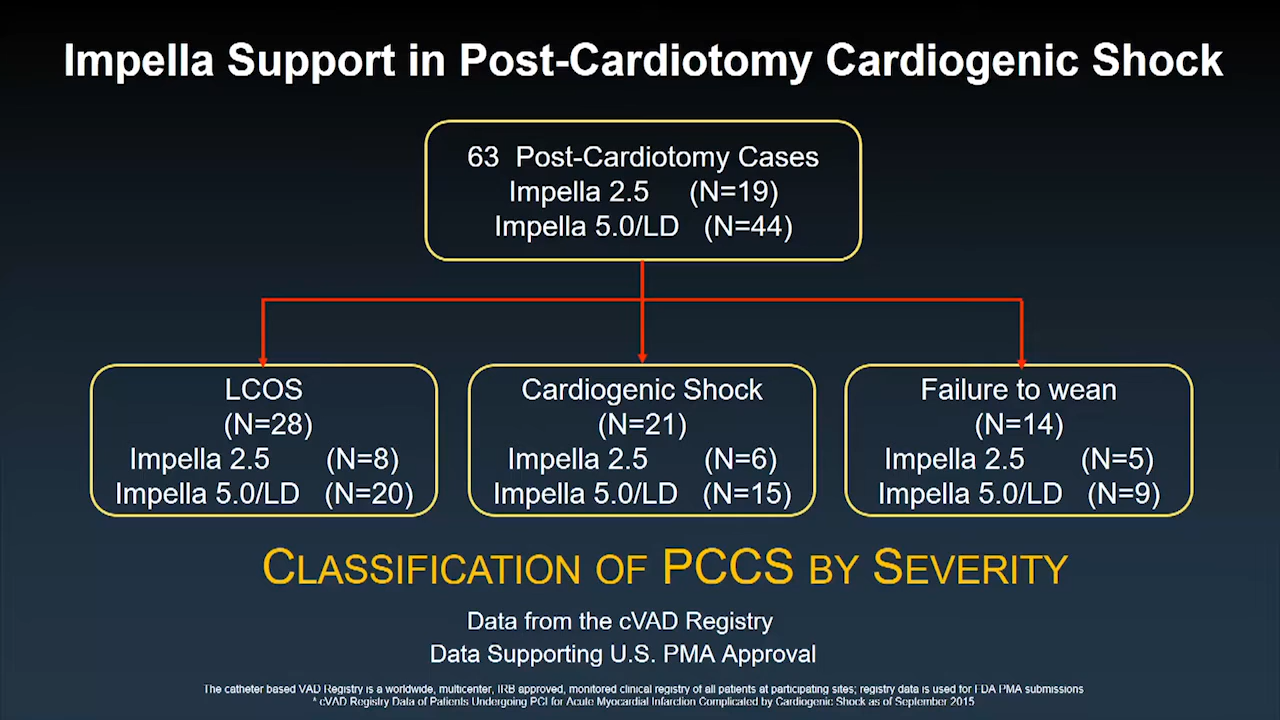 Impella Support in Post-Cardiotomy Cardiogenic Shock
63 Post-Cardiotomy Cases
Impella 2.5 (N=19)
Impella 5.0/LD (N=44)
LCOS
(N=28)
Impella 2.5 (N=8)
Impella 5.0/LD (N=20)
Cardiogenic Shock
(N=21)
Impella 2.5 (N=6)
Impella 5.0/LD (N=15)
Failure to wean
(N=14)
Impella 2.5 (N=5)
Impella 5.0/LD (N=9)
CLASSIFICATION OF PCCS BY SEVERITY
Data from the cVAD Registry
Data Supporting U.S. PMA Approval
The catheter based VAD Registry is a worldwide, multicenter, IRB approved, monitored clinical registry of all patients at participating sites; registry data is used for FDA PMA submissions
* cVAD Registry Data of Patients Undergoing PCI for Acute Myocardial Infarction Complicated by Cardiogenic Shock as of September 2015